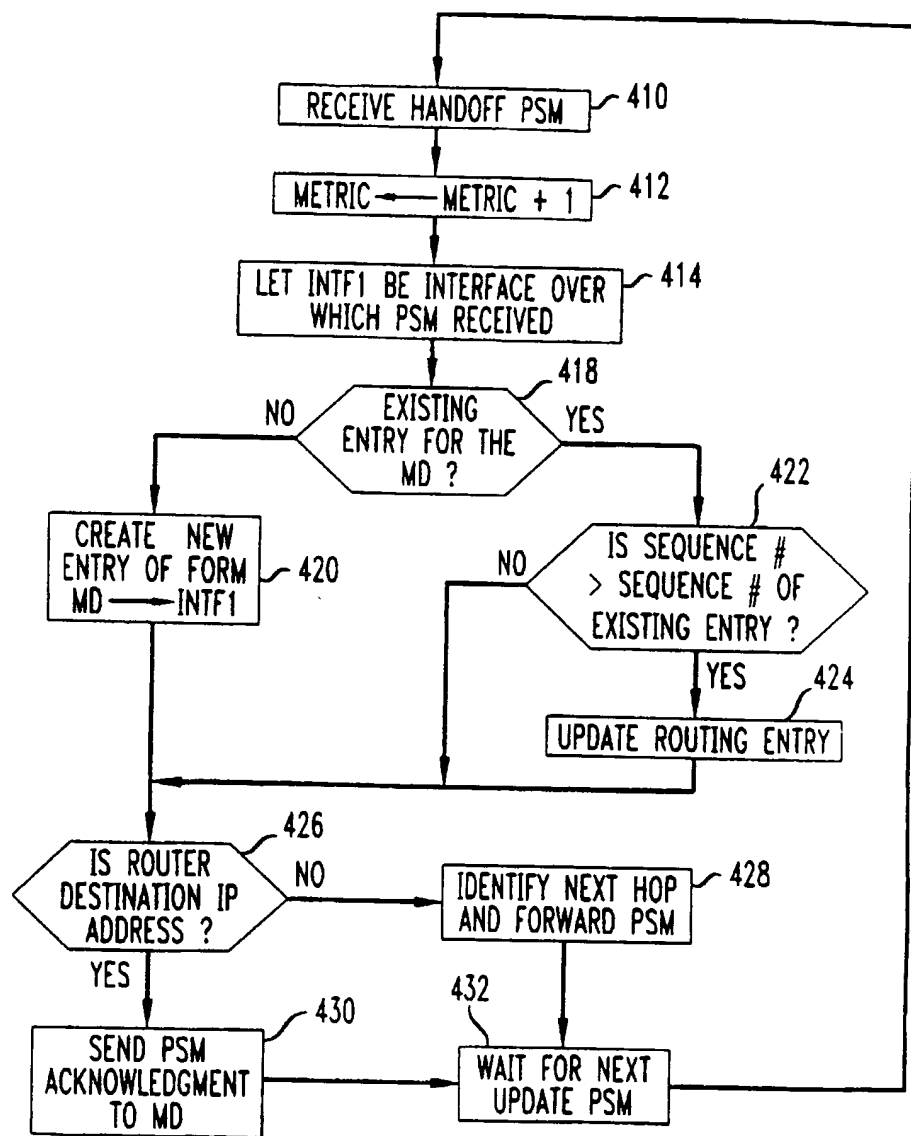 RECEIVE HANDOFF PSM
410
METRIC ← METRIC + 1
412
LET INTF1 BE INTERFACE OVER
WHICH PSM RECEIVED
414
418
NO
EXISTING
ENTRY FOR THE
MD ?
YES
422
CREATE NEW
ENTRY OF FORM
MD → INTF1
420
NO
IS SEQUENCE #
> SEQUENCE # OF
EXISTING ENTRY ?
YES
424
UPDATE ROUTING ENTRY
426
IS ROUTER
DESTINATION IP
ADDRESS ?
NO
IDENTIFY NEXT HOP
AND FORWARD PSM
428
YES
430
432
SEND PSM
ACKNOWLEDGMENT
TO MD
WAIT FOR NEXT
UPDATE PSM